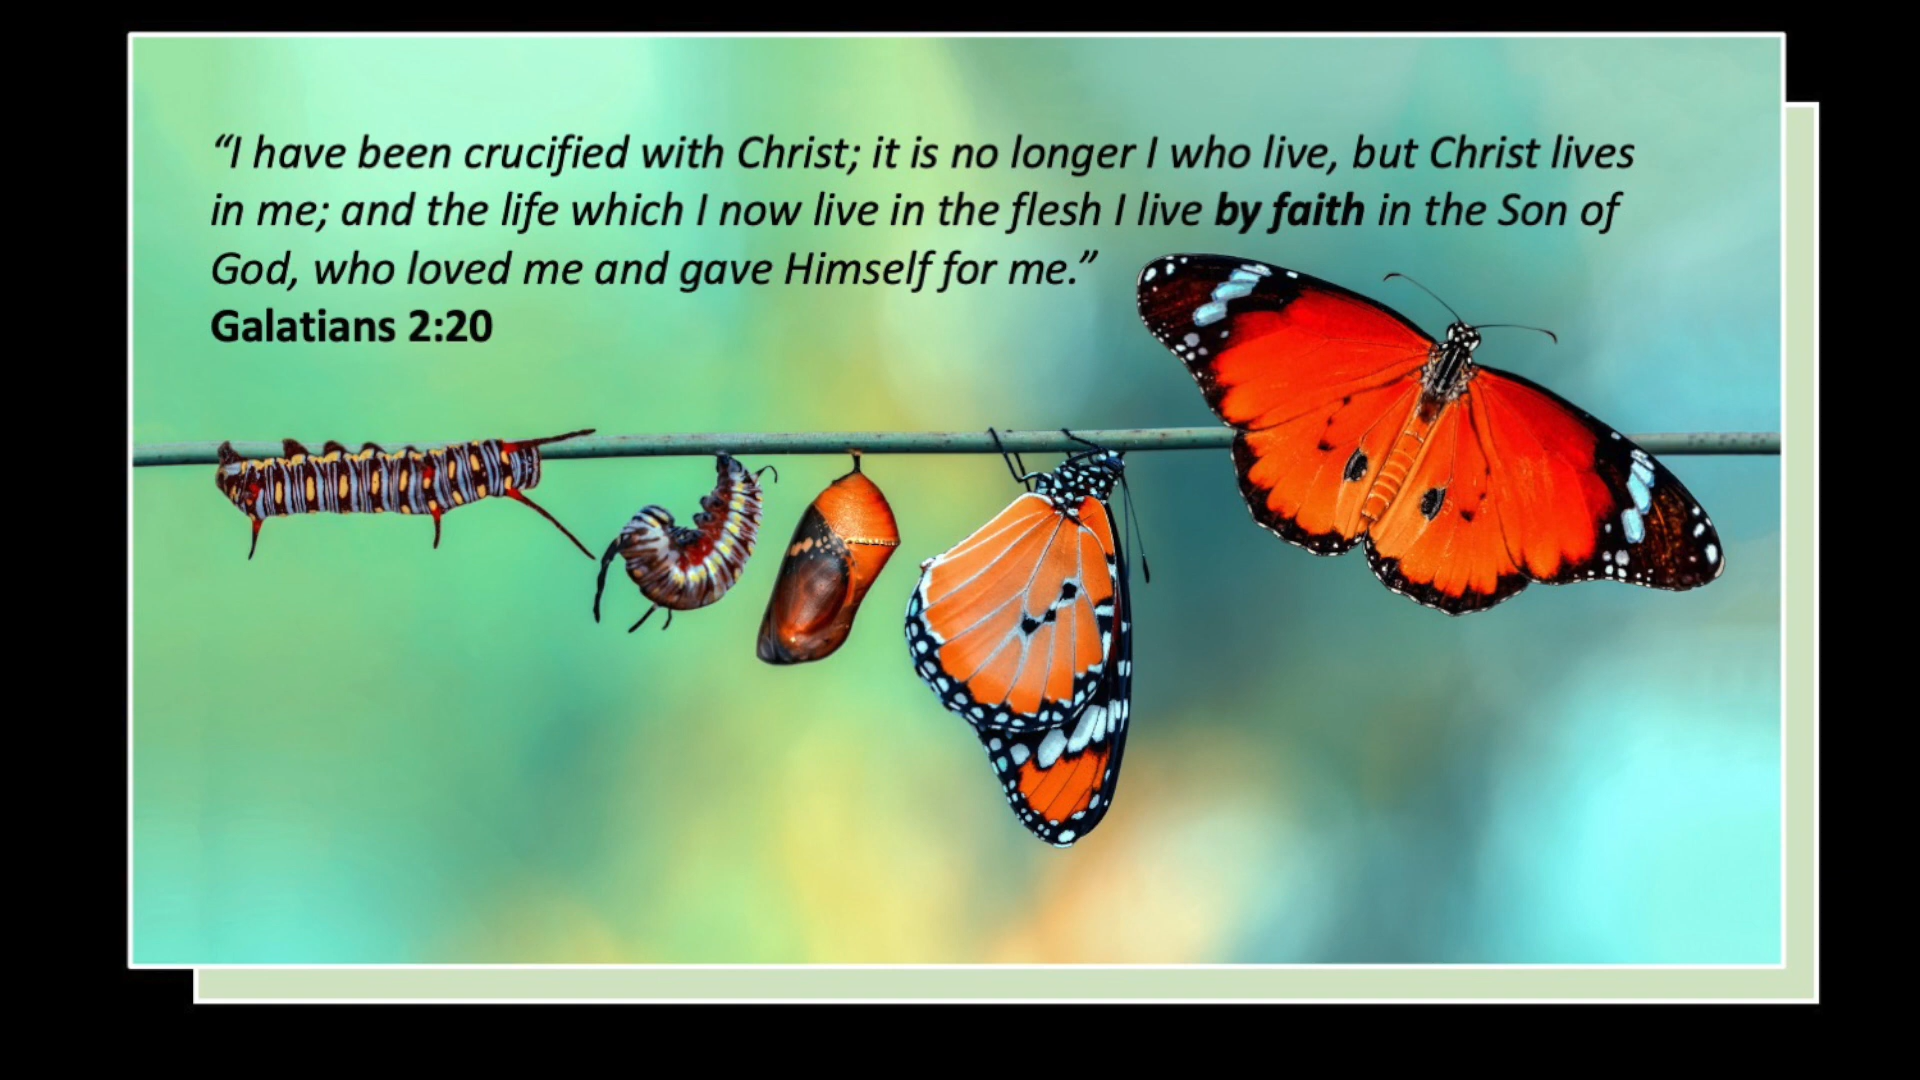 “I have been crucified with Christ; it is no longer I who live, but Christ lives
in me; and the life which I now live in the flesh I live by faith in the Son of
God, who loved me and gave Himself for me.”
Galatians 2:20